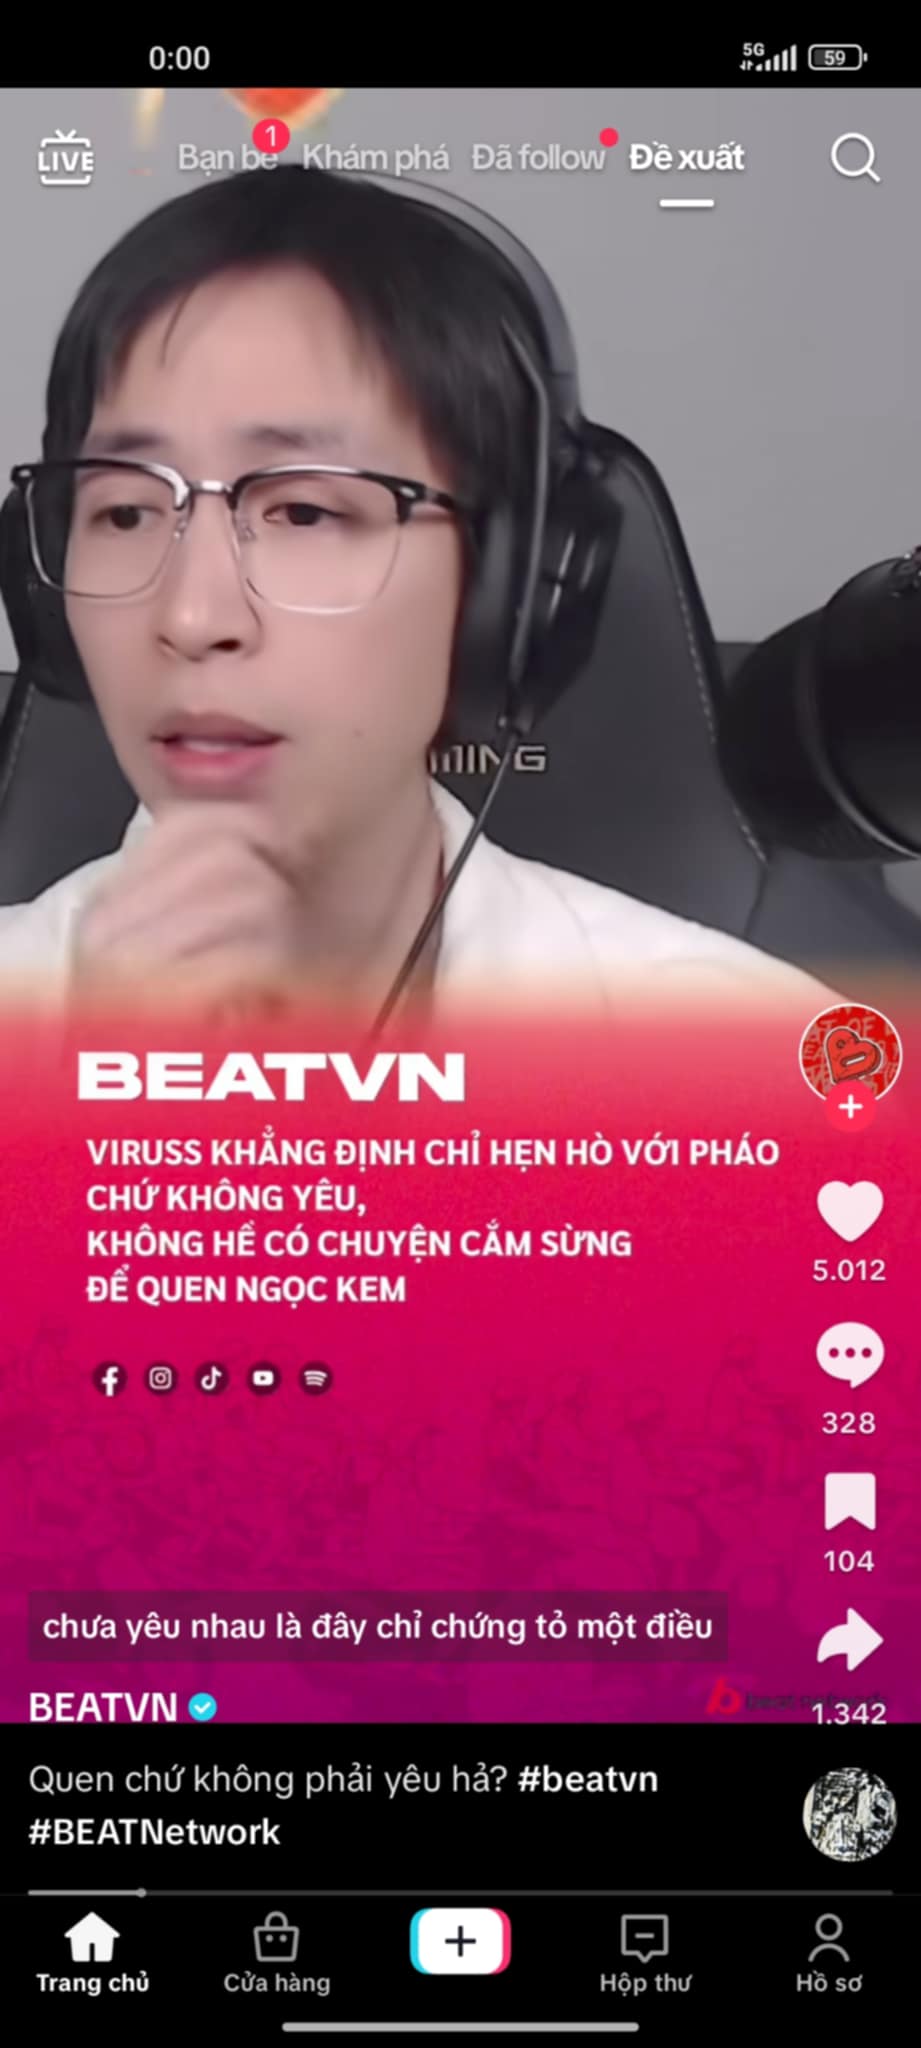 0:00
5G
59
LIVE
Bạn bè
1
Khám phá
Đã follow
Đề xuất
MING
BEATVN
VIRUSS KHẲNG ĐỊNH CHỈ HẸN HÒ VỚI PHÁO
CHỨ KHÔNG YÊU,
KHÔNG HỀ CÓ CHUYỆN CẮM SỪNG
ĐỂ QUEN NGỌC KEM
5.012
328
104
chưa yêu nhau là đây chỉ chứng tỏ một điều
BEATVN
1.342
Quen chứ không phải yêu hả? #beatvn
#BEATNetwork
Trang chủ
Cửa hàng
Hộp thư
Hồ sơ